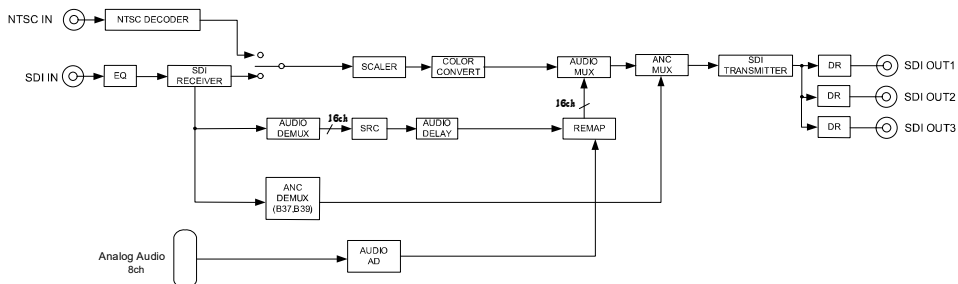 NTSC IN
NTSC DECODER
SDI IN
EQ
SDI
RECEIVER
SCALER
COLOR
CONVERT
AUDIO
MUX
ANC
MUX
SDI
TRANSMITTER
DR
SDI OUT1
DR
SDI OUT2
DR
SDI OUT3
16ch
AUDIO
DEMUX
16ch
SRC
AUDIO
DELAY
REMAP
ANC
DEMUX
(B37,B39)
Analog Audio
8ch
AUDIO
AD